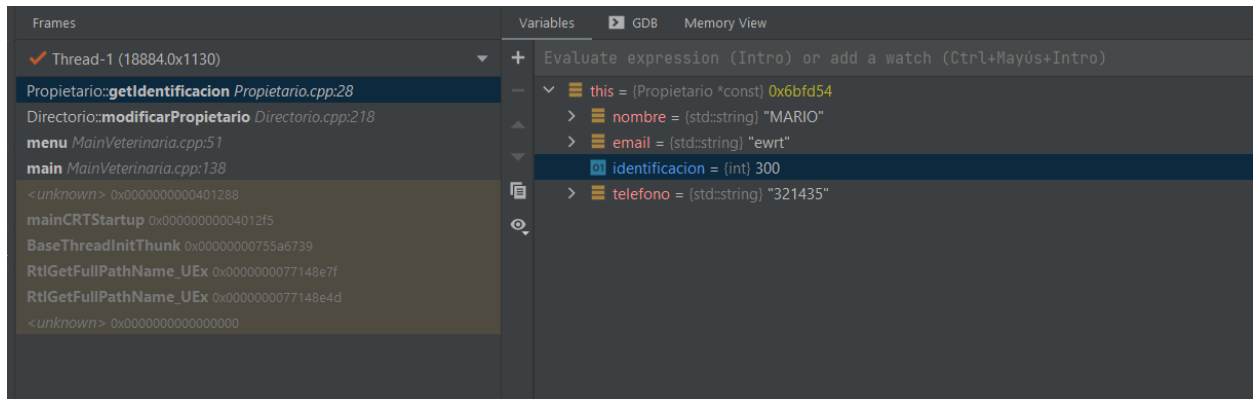 Frames
Thread-1 (18884.0x1130)
Propietario::getIdentificacion Propietario.cpp:28
Directorio::modificarPropietario Directorio.cpp:218
menu MainVeterinaria.cpp:51
main MainVeterinaria.cpp:138
<unknown> 0x0000000000401288
mainCRTStartup 0x00000000004012f5
BaseThreadInitThunk 0x00000000755a6739
RtlGetFullPathName_UEx 0x0000000077148e7f
RtlGetFullPathName_UEx 0x0000000077148e4d
<unknown> 0x0000000000000000
Variables GDB Memory View
Evaluate expression (Intro) or add a watch (Ctrl+Mayús+Intro)
this = {Propietario *const} 0x6bfd54
nombre = {std::string} "MARIO"
email = {std::string} "ewrt"
01 identificacion = {int} 300
telefono = {std::string} "321435"